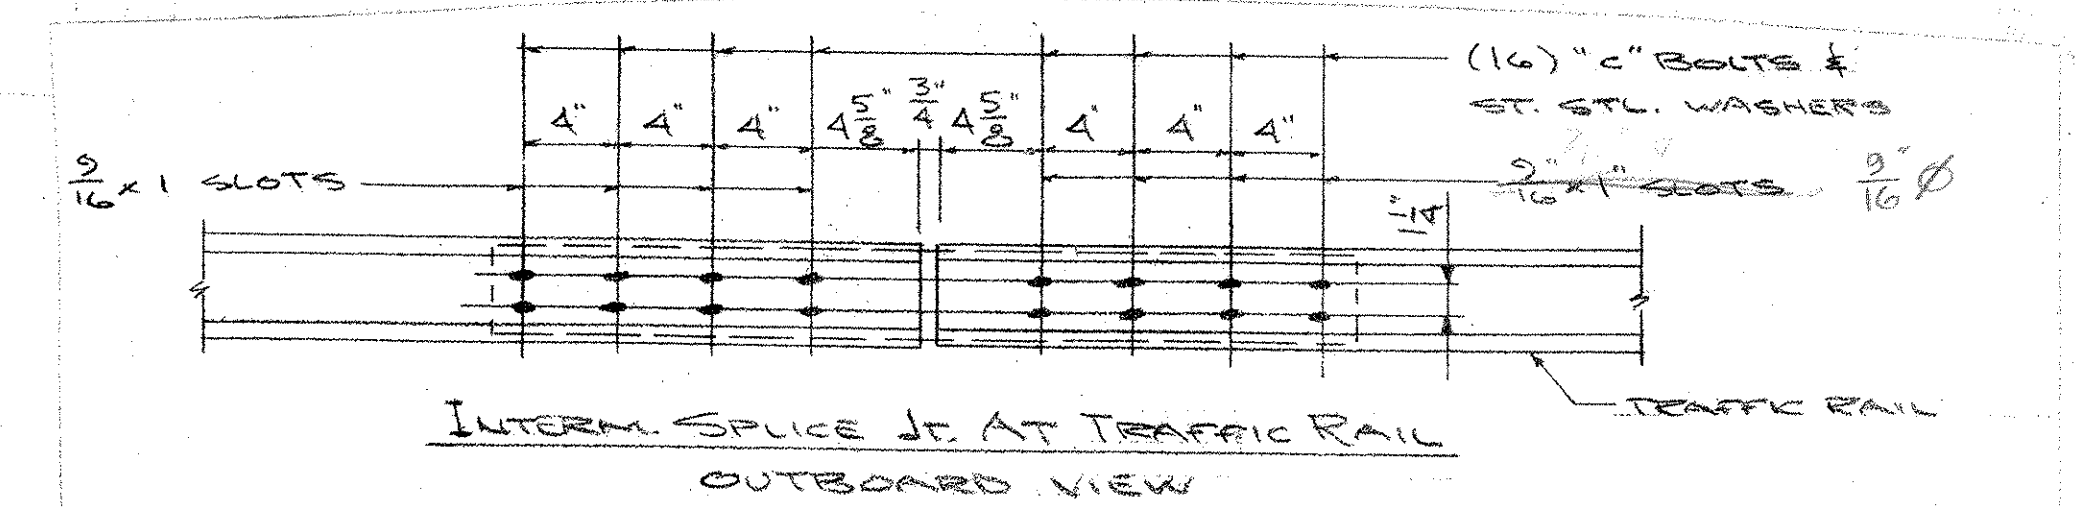 (16) "C" BOLTS &
ST. STL. WASHERS
4" 4" 4" 4 5/8" 3/4" 4 5/8" 4" 4" 4"
9/16 x 1 SLOTS
9/16" x 1" SLOTS 9/16" Ø
TRAFFIC RAIL
INTERM. SPLICE JT. AT TRAFFIC RAIL
OUTBOARD VIEW